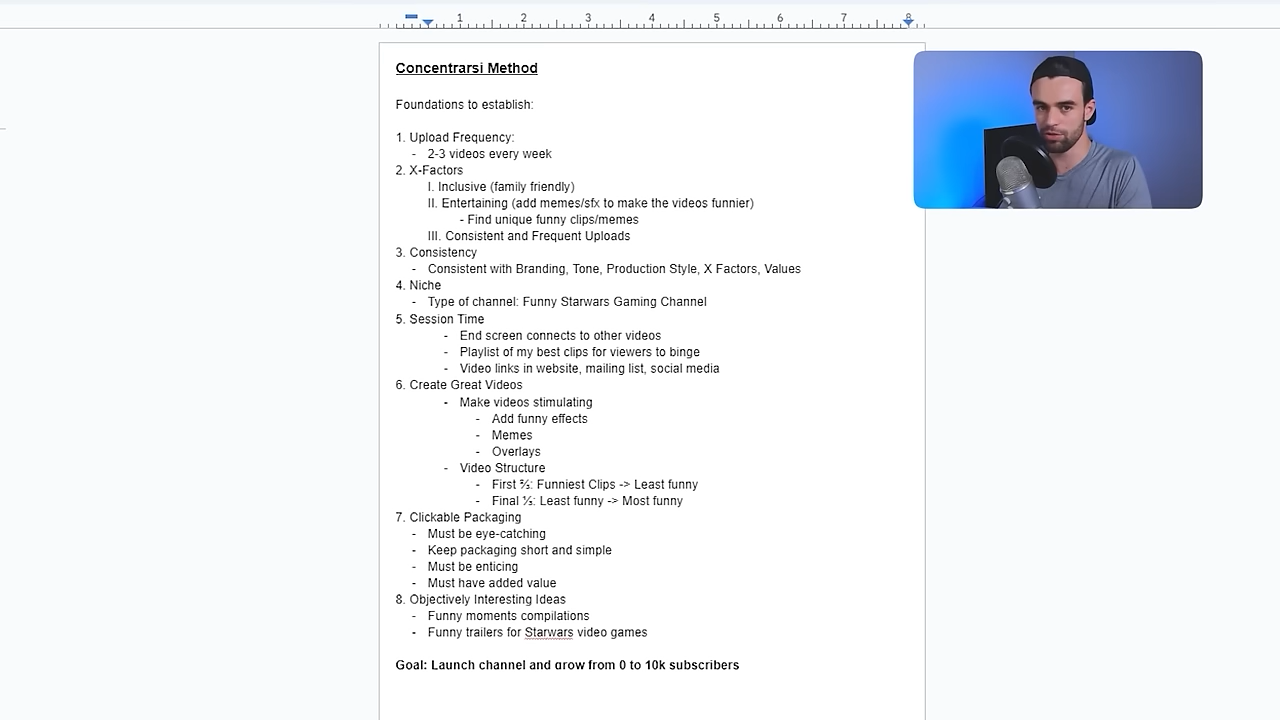 1 2 3 4 5 6 7 8
Concentrarsi Method
Foundations to establish:
1. Upload Frequency:
- 2-3 videos every week
2. X-Factors
I. Inclusive (family friendly)
II. Entertaining (add memes/sfx to make the videos funnier)
- Find unique funny clips/memes
III. Consistent and Frequent Uploads
3. Consistency
- Consistent with Branding, Tone, Production Style, X Factors, Values
4. Niche
- Type of channel: Funny Starwars Gaming Channel
5. Session Time
- End screen connects to other videos
- Playlist of my best clips for viewers to binge
- Video links in website, mailing list, social media
6. Create Great Videos
- Make videos stimulating
- Add funny effects
- Memes
- Overlays
- Video Structure
- First ⅔: Funniest Clips -> Least funny
- Final ⅓: Least funny -> Most funny
7. Clickable Packaging
- Must be eye-catching
- Keep packaging short and simple
- Must be enticing
- Must have added value
8. Objectively Interesting Ideas
- Funny moments compilations
- Funny trailers for Starwars video games
Goal: Launch channel and grow from 0 to 10k subscribers